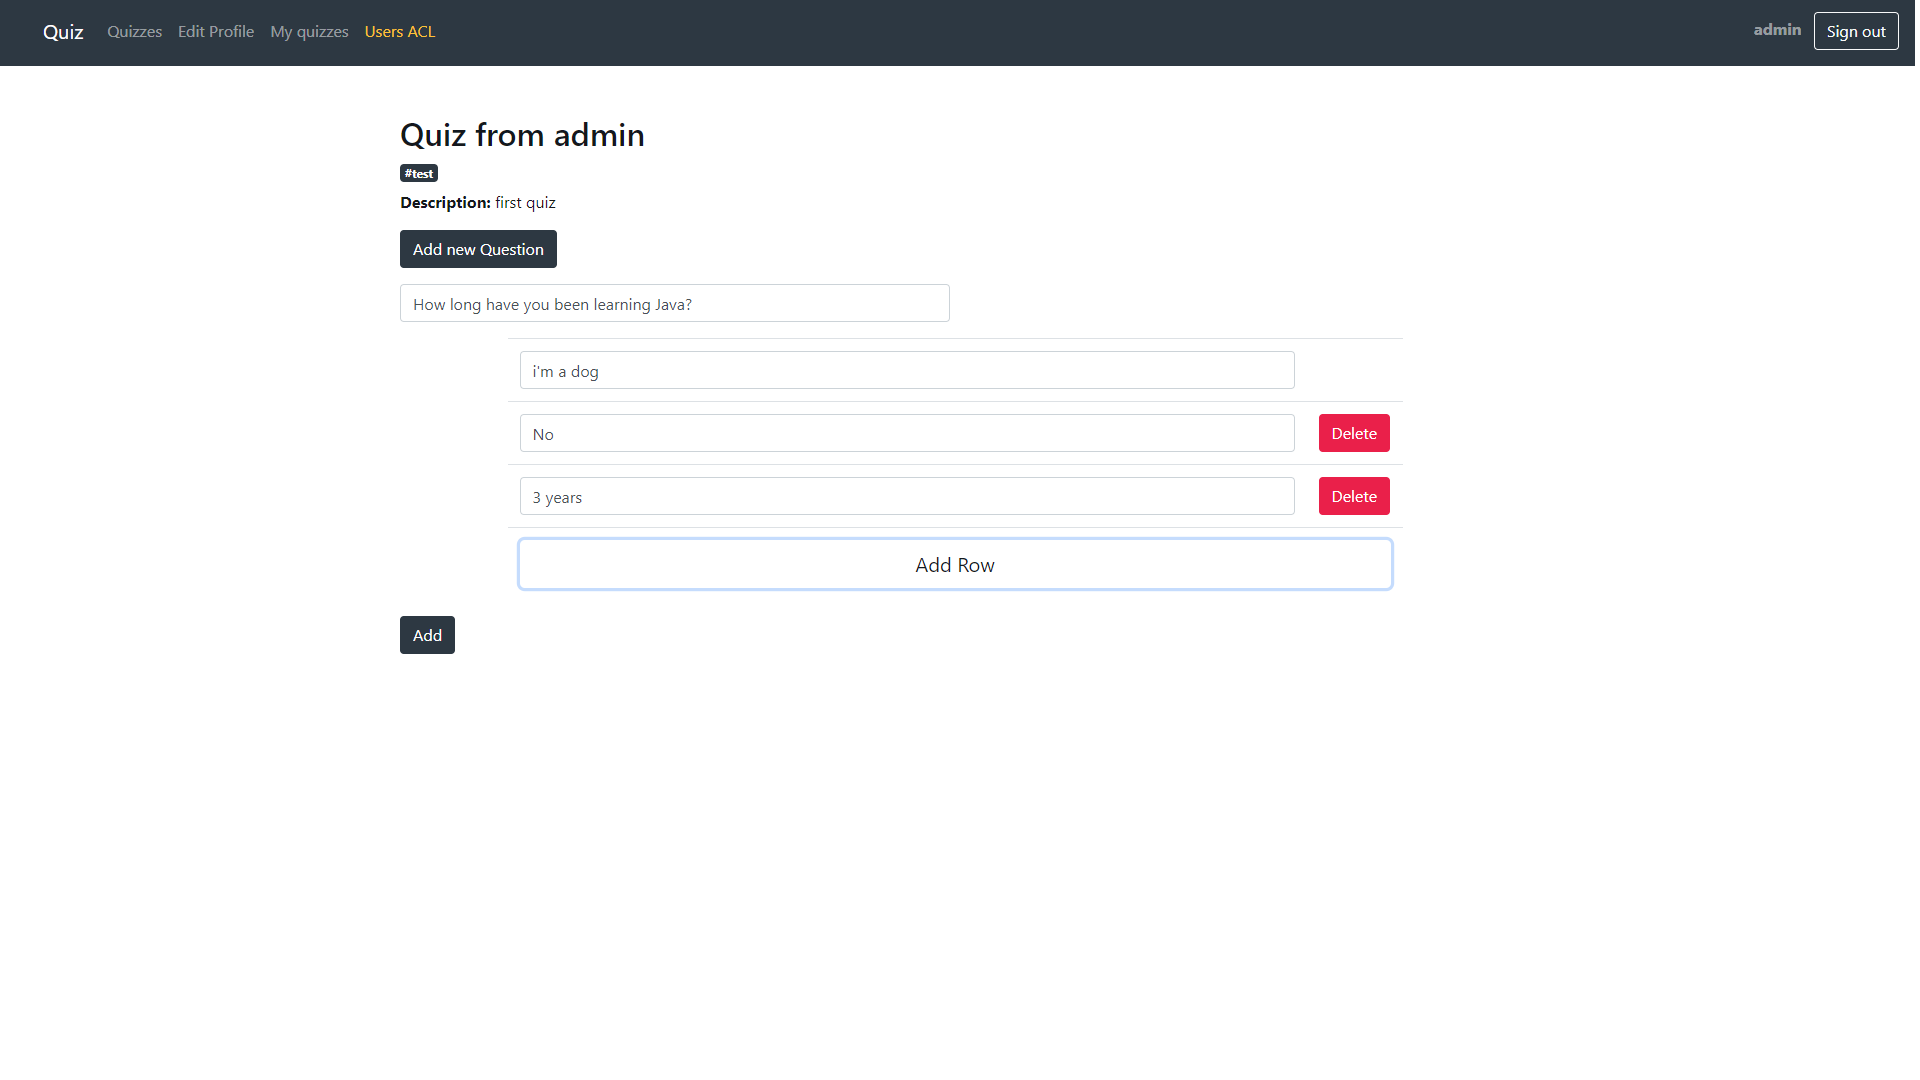 Quiz Quizzes Edit Profile My quizzes Users ACL admin Sign out
Quiz from admin
#test
Description: first quiz
Add new Question
How long have you been learning Java?
i'm a dog
No Delete
3 years Delete
Add Row
Add